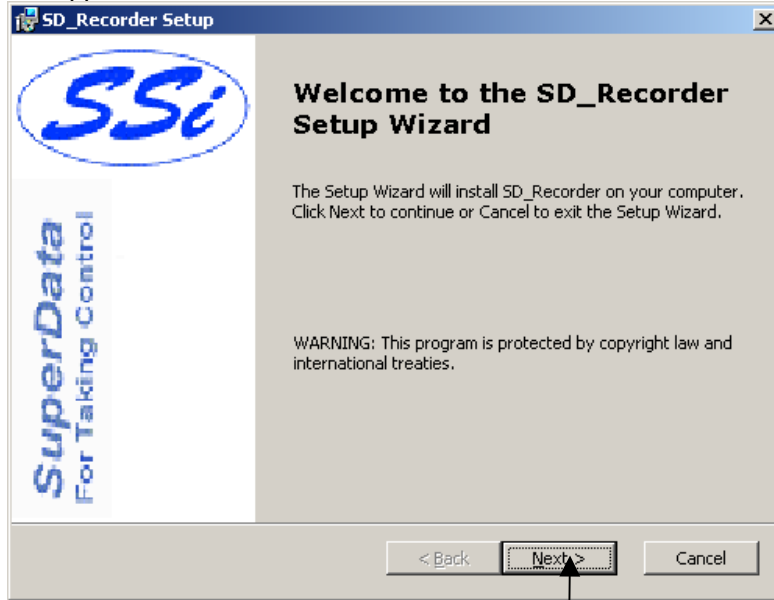 SD_Recorder Setup
SSi
SuperData
For Taking Control
Welcome to the SD_Recorder
Setup Wizard
The Setup Wizard will install SD_Recorder on your computer.
Click Next to continue or Cancel to exit the Setup Wizard.
WARNING: This program is protected by copyright law and
international treaties.
< Back
Next >
Cancel